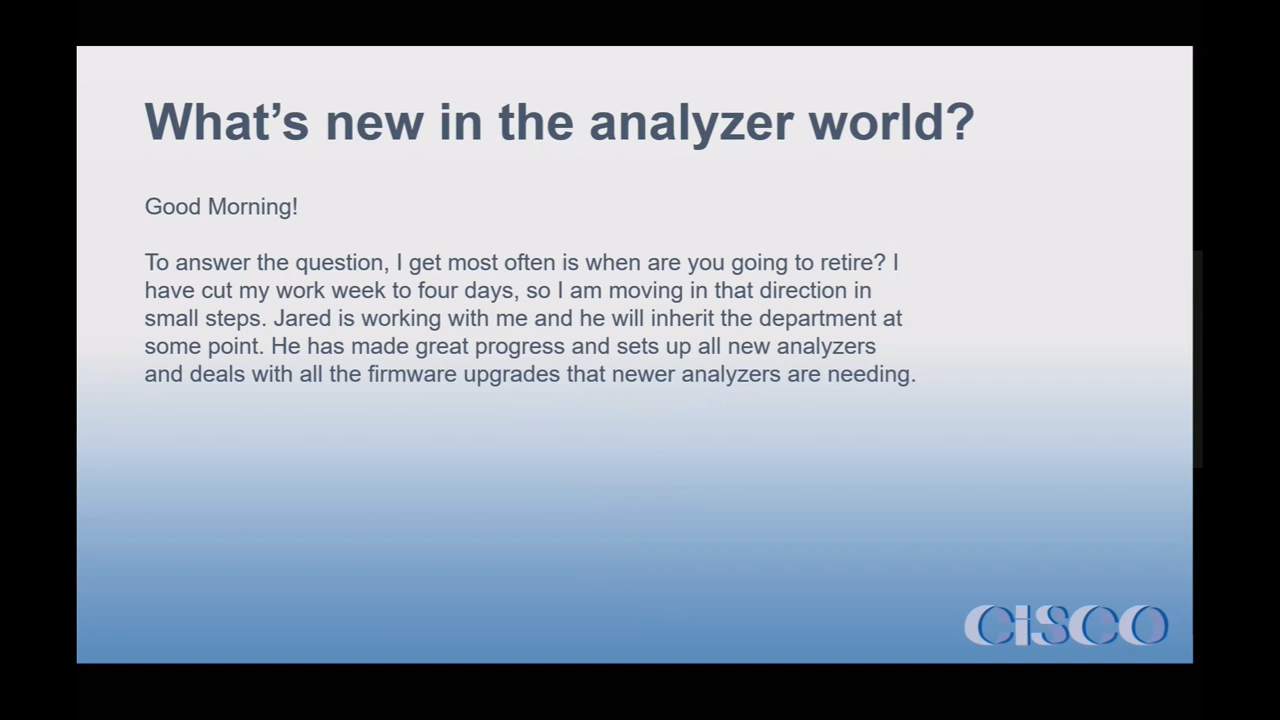 What’s new in the analyzer world?
Good Morning!
To answer the question, I get most often is when are you going to retire? I
have cut my work week to four days, so I am moving in that direction in
small steps. Jared is working with me and he will inherit the department at
some point. He has made great progress and sets up all new analyzers
and deals with all the firmware upgrades that newer analyzers are needing.
CiSCO